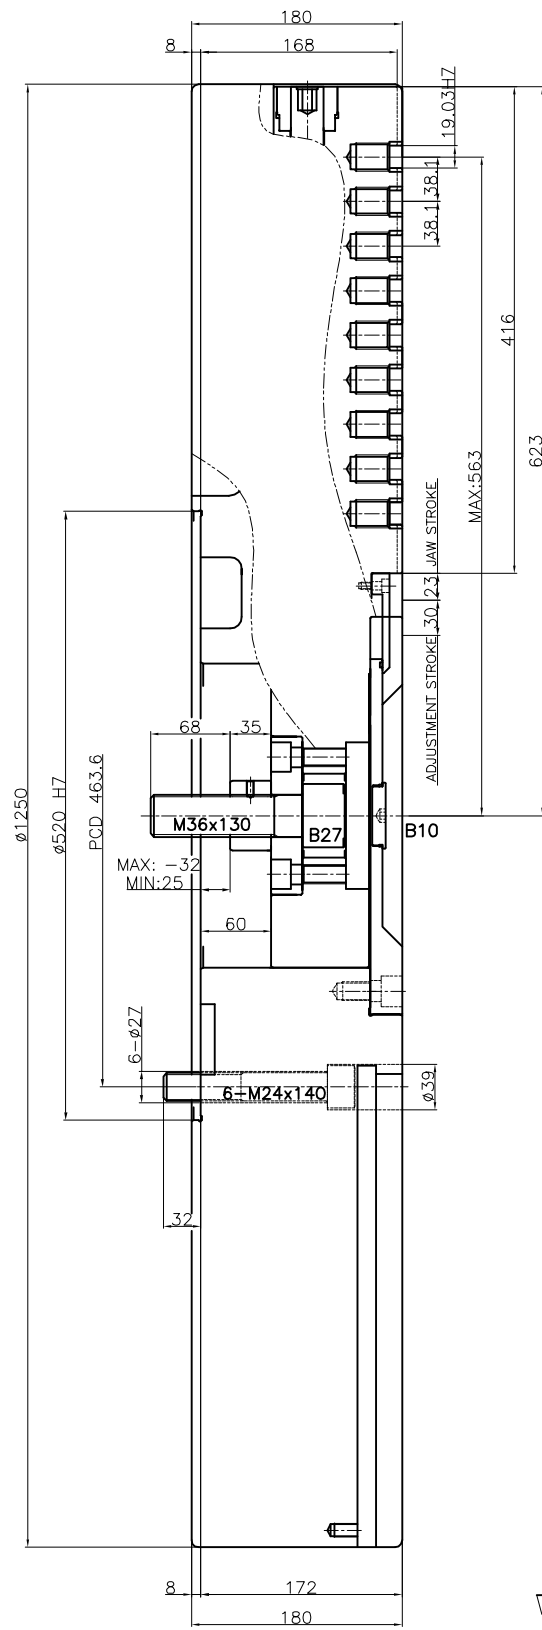 180
8
168
19.03H7
38.1
38.1
416
623
MAX:563
23 JAW STROKE
30
ADJUSTMENT STROKE
68
35
ø1250
ø520 H7
PCD 463.6
M36x130
B27
B10
MAX: -32
MIN:25
60
6-ø27
6-M24x140
ø39
32
8
172
180